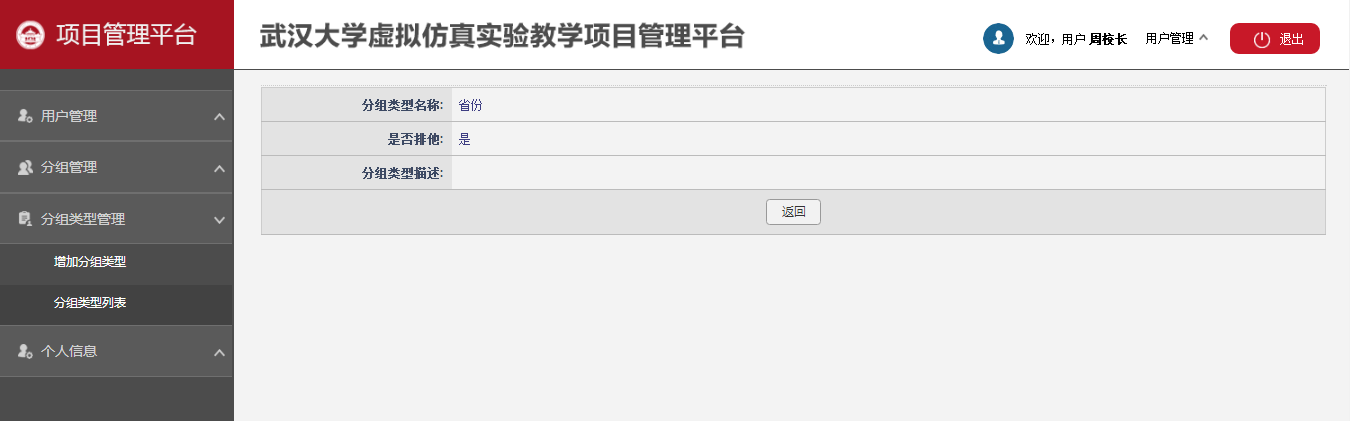 项目管理平台
武汉大学虚拟仿真实验教学项目管理平台
欢迎，用户 周校长 用户管理 退出
用户管理
分组管理
分组类型管理
增加分组类型
分组类型列表
个人信息
分组类型名称: 省份
是否排他: 是
分组类型描述:
返回